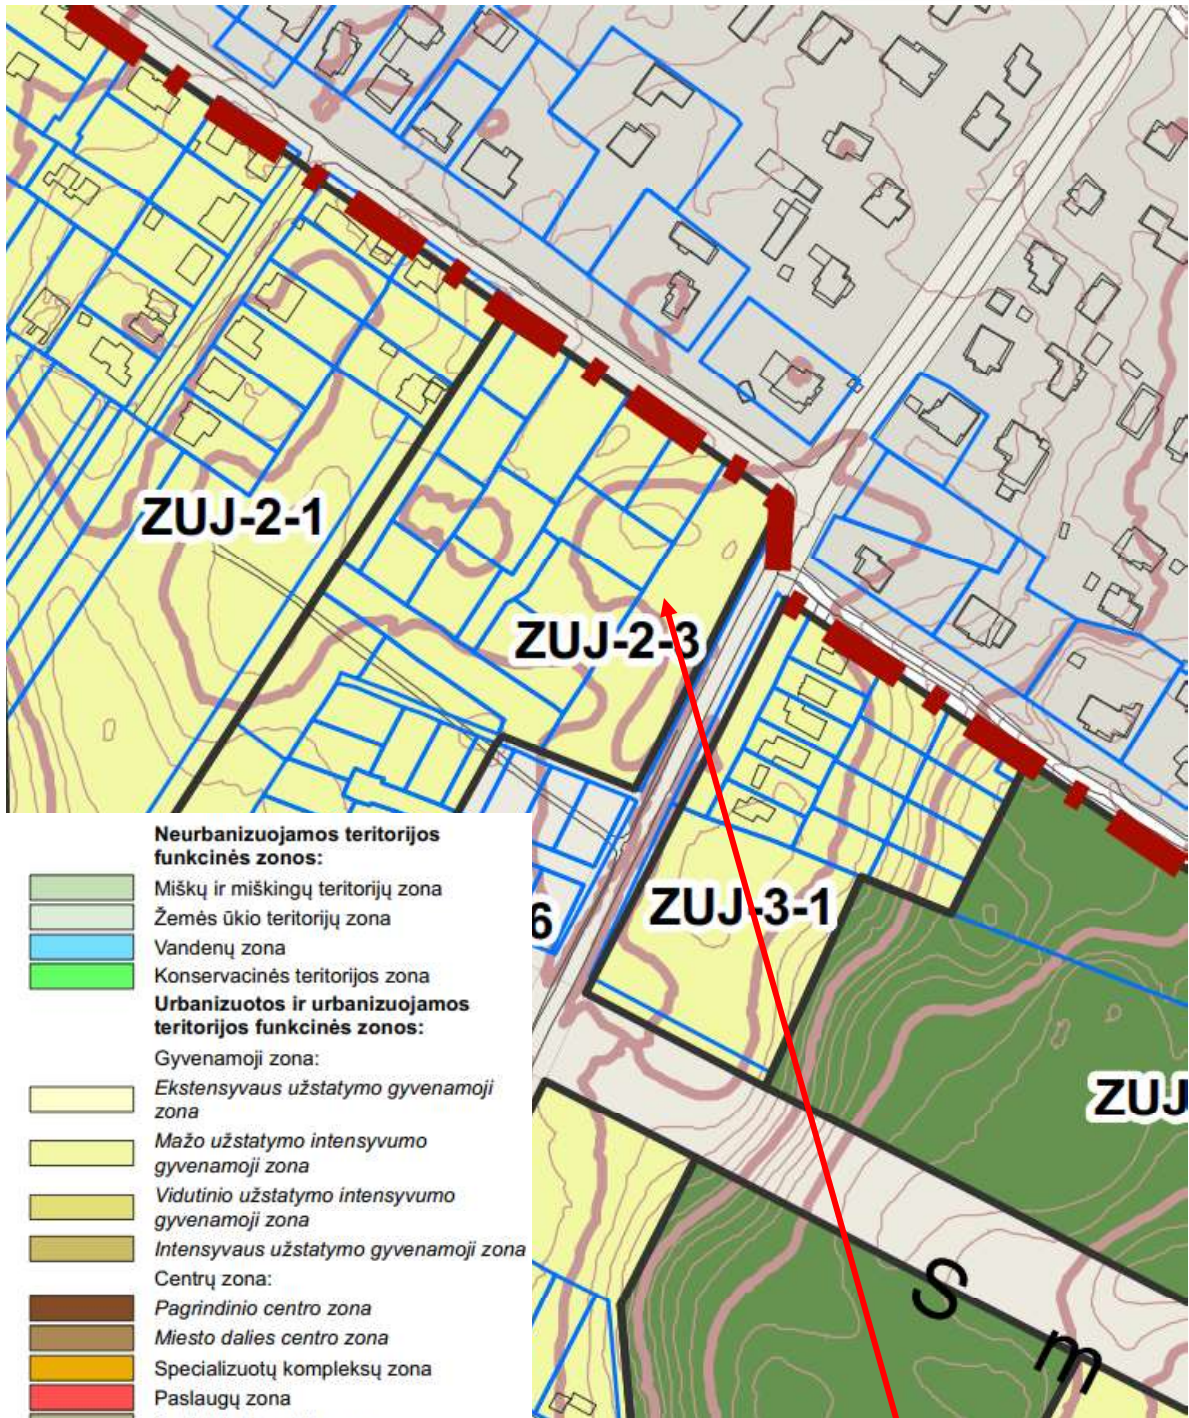 ZUJ-2-1
ZUJ-2-3
ZUJ-3-1
6
ZUJ
S
m
Neurbanizuojamos teritorijos
funkcinės zonos:
Miškų ir miškingų teritorijų zona
Žemės ūkio teritorijų zona
Vandenų zona
Konservacinės teritorijos zona
Urbanizuotos ir urbanizuojamos
teritorijos funkcinės zonos:
Gyvenamoji zona:
Ekstensyvaus užstatymo gyvenamoji
zona
Mažo užstatymo intensyvumo
gyvenamoji zona
Vidutinio užstatymo intensyvumo
gyvenamoji zona
Intensyvaus užstatymo gyvenamoji zona
Centrų zona:
Pagrindinio centro zona
Miesto dalies centro zona
Specializuotų kompleksų zona
Paslaugų zona